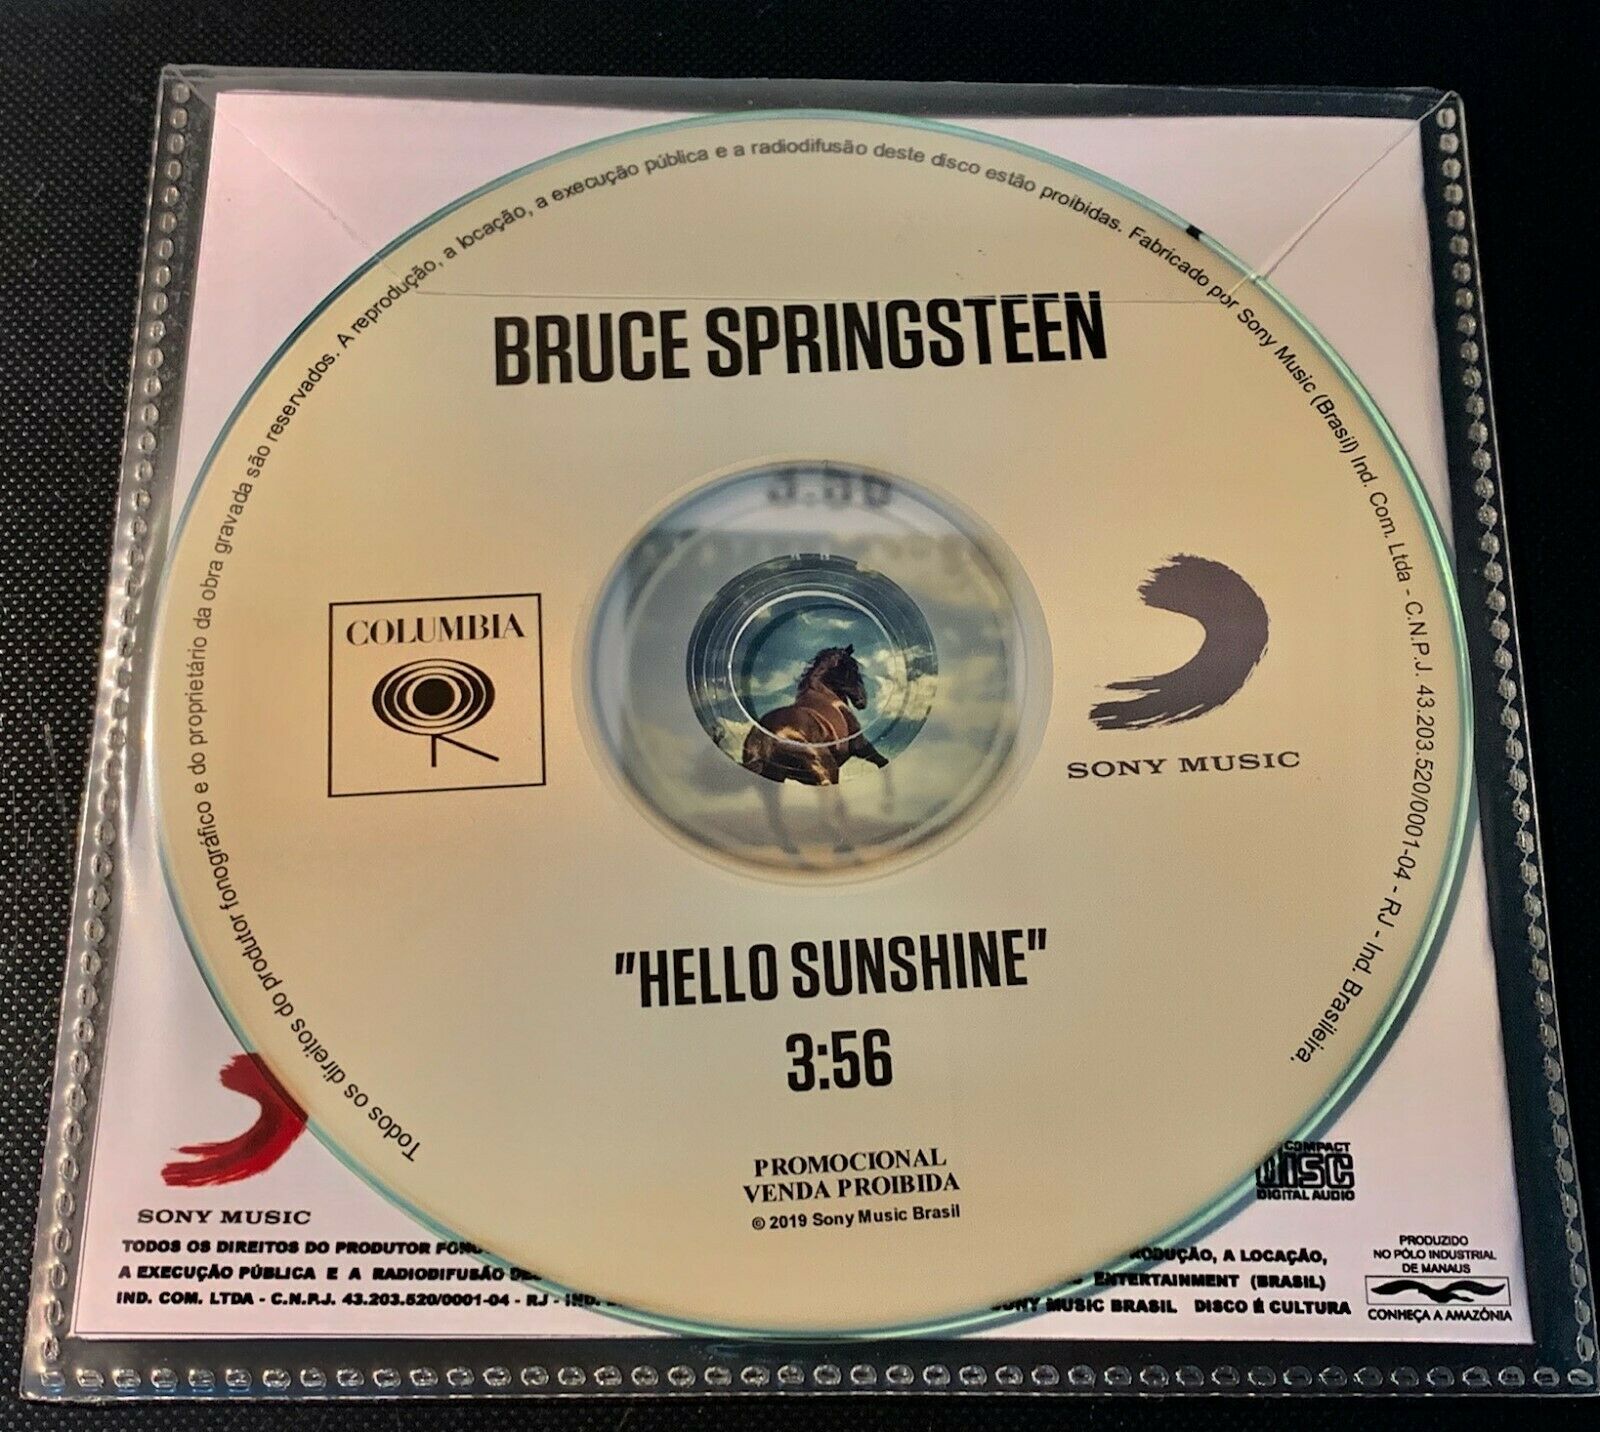 Todos os direitos do produtor fonográfico e do proprietário da obra gravada são reservados. A reprodução, a locação, a execução pública e a radiodifusão deste disco estão proibidas. Fabricado por Sony Music (Brasil) Ind. Com. Ltda - C.N.P.J. 43.203.520/0001-04 - RJ - Ind. Brasileira.
BRUCE SPRINGSTEEN
COLUMBIA
SONY MUSIC
"HELLO SUNSHINE"
3:56
PROMOCIONAL
VENDA PROIBIDA
© 2019 Sony Music Brasil
SONY MUSIC
COMPACT
DISC
DIGITAL AUDIO
TODOS OS DIREITOS DO PRODUTOR A LOCAÇÃO,
A EXECUÇÃO PÚBLICA E A RADIODIFUSÃO ENTERTAINMENT (BRASIL)
IND. COM. LTDA - C.N.P.J. 43.203.520/0001-04 - RJ - SONY MUSIC BRASIL DISCO É CULTURA
PRODUZIDO
NO PÓLO INDUSTRIAL
DE MANAUS
CONHEÇA A AMAZÔNIA